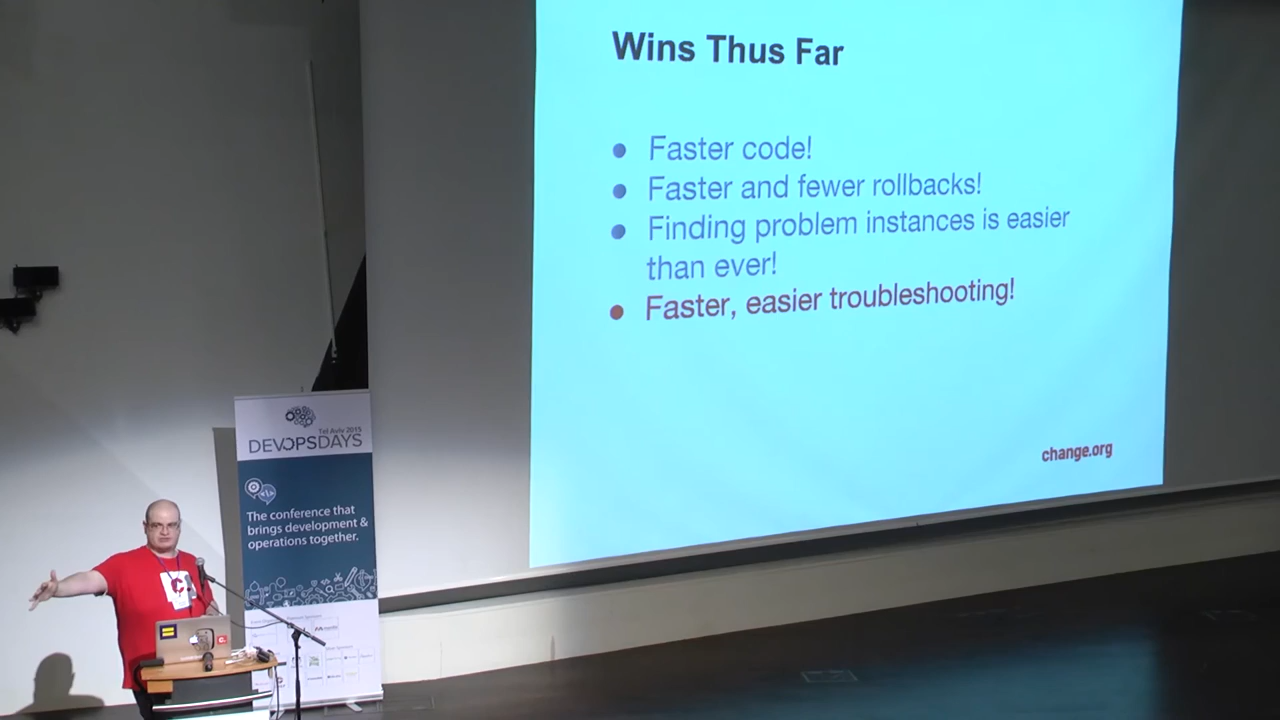 Wins Thus Far
Faster code!
Faster and fewer rollbacks!
Finding problem instances is easier
than ever!
Faster, easier troubleshooting!
change.org
Tel Aviv 2015
DEVOPSDAYS
The conference that
brings development &
operations together.